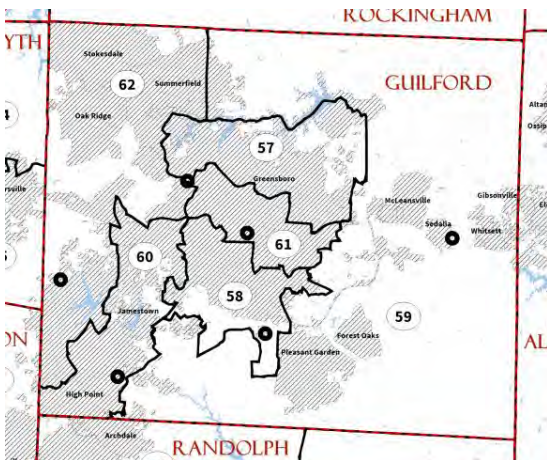 ROCKINGHAM
YTH
Stokesdale
62
Summerfield
GUILFORD
Oak Ridge
57
Greensboro
McLeansville
Gibsonville
Sedalia
Whitsett
61
60
58
59
Jamestown
Forest Oaks
Pleasant Garden
ON
AL
High Point
Archdale
RANDOLPH